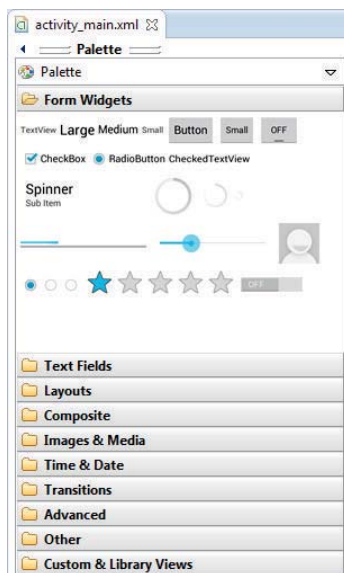 activity_main.xml
Palette
Palette
Form Widgets
TextView Large Medium Small Button Small OFF
CheckBox RadioButton CheckedTextView
Spinner
Sub Item
OFF
Text Fields
Layouts
Composite
Images & Media
Time & Date
Transitions
Advanced
Other
Custom & Library Views